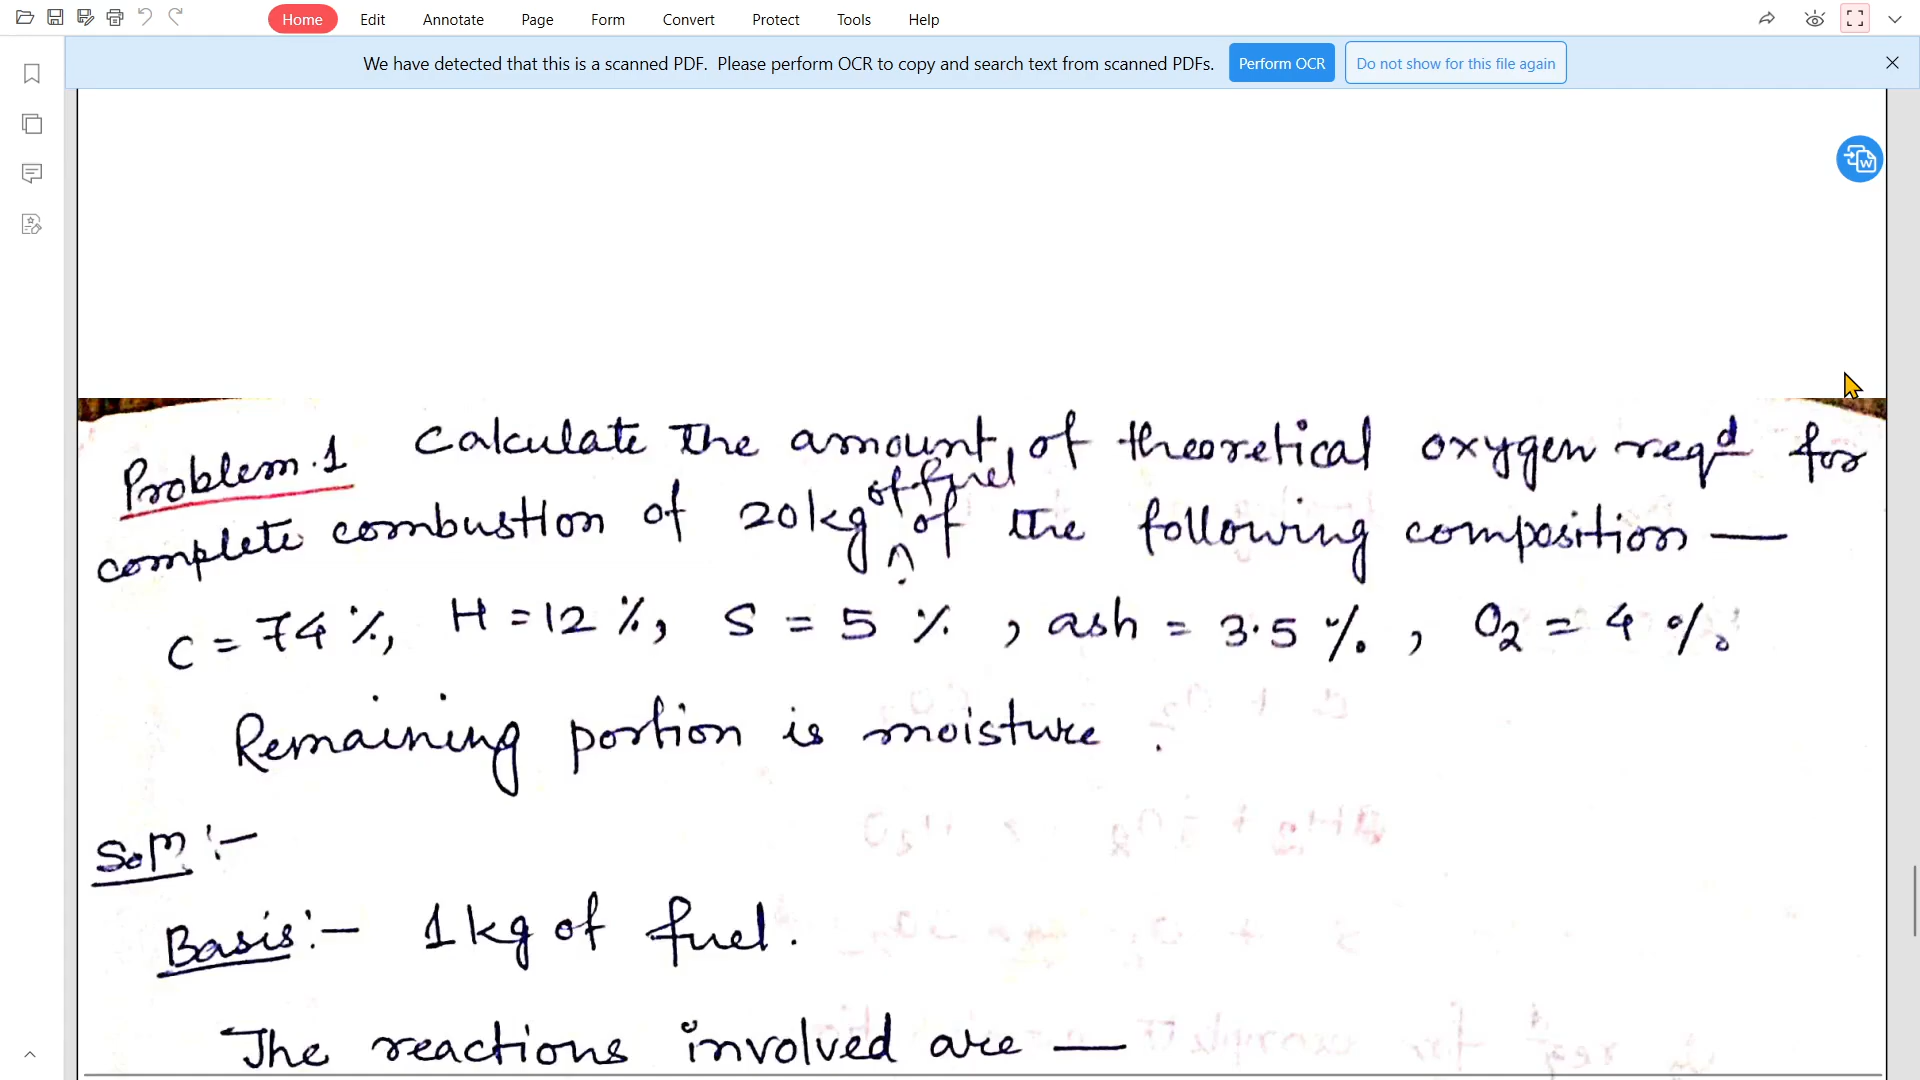 Home Edit Annotate Page Form Convert Protect Tools Help
We have detected that this is a scanned PDF. Please perform OCR to copy and search text from scanned PDFs. Perform OCR Do not show for this file again
Problem.1 Calculate the amount of theoretical oxygen reqd for
complete combustion of 20kg of fuel of the following composition —
C = 74 %, H = 12 %, S = 5 % , ash = 3.5 % , O2 = 4 %
Remaining portion is moisture .
Soln :-
Basis :- 1 kg of fuel .
The reactions involved are —